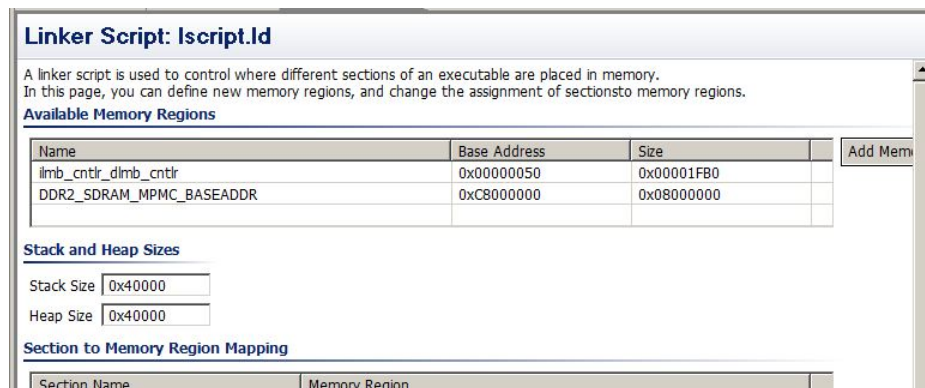 Linker Script: lscript.ld
A linker script is used to control where different sections of an executable are placed in memory.
In this page, you can define new memory regions, and change the assignment of sectionsto memory regions.
Available Memory Regions
Name Base Address Size
ilmb_cntlr_dlmb_cntlr 0x00000050 0x00001FB0
DDR2_SDRAM_MPMC_BASEADDR 0xC8000000 0x08000000
Add Mem
Stack and Heap Sizes
Stack Size 0x40000
Heap Size 0x40000
Section to Memory Region Mapping
Section Name Memory Region